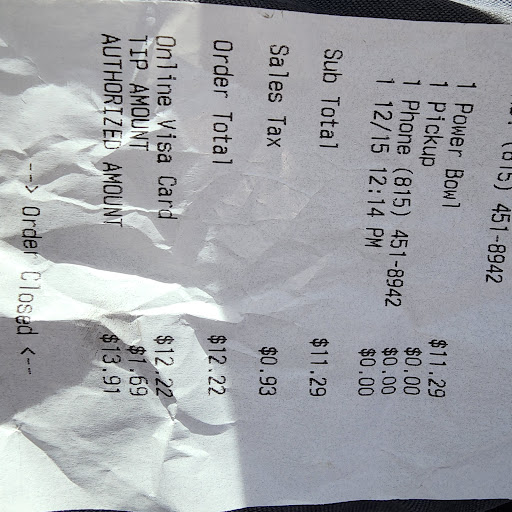 (815) 451-8942
1 Power Bowl $11.29
1 Pickup $0.00
1 Phone (815) 451-8942 $0.00
1 12/15 12:14 PM $0.00
Sub Total $11.29
Sales Tax $0.93
Order Total $12.22
Online Visa Card $12.22
TIP AMOUNT $1.69
AUTHORIZED AMOUNT $13.91
--> Order Closed <--